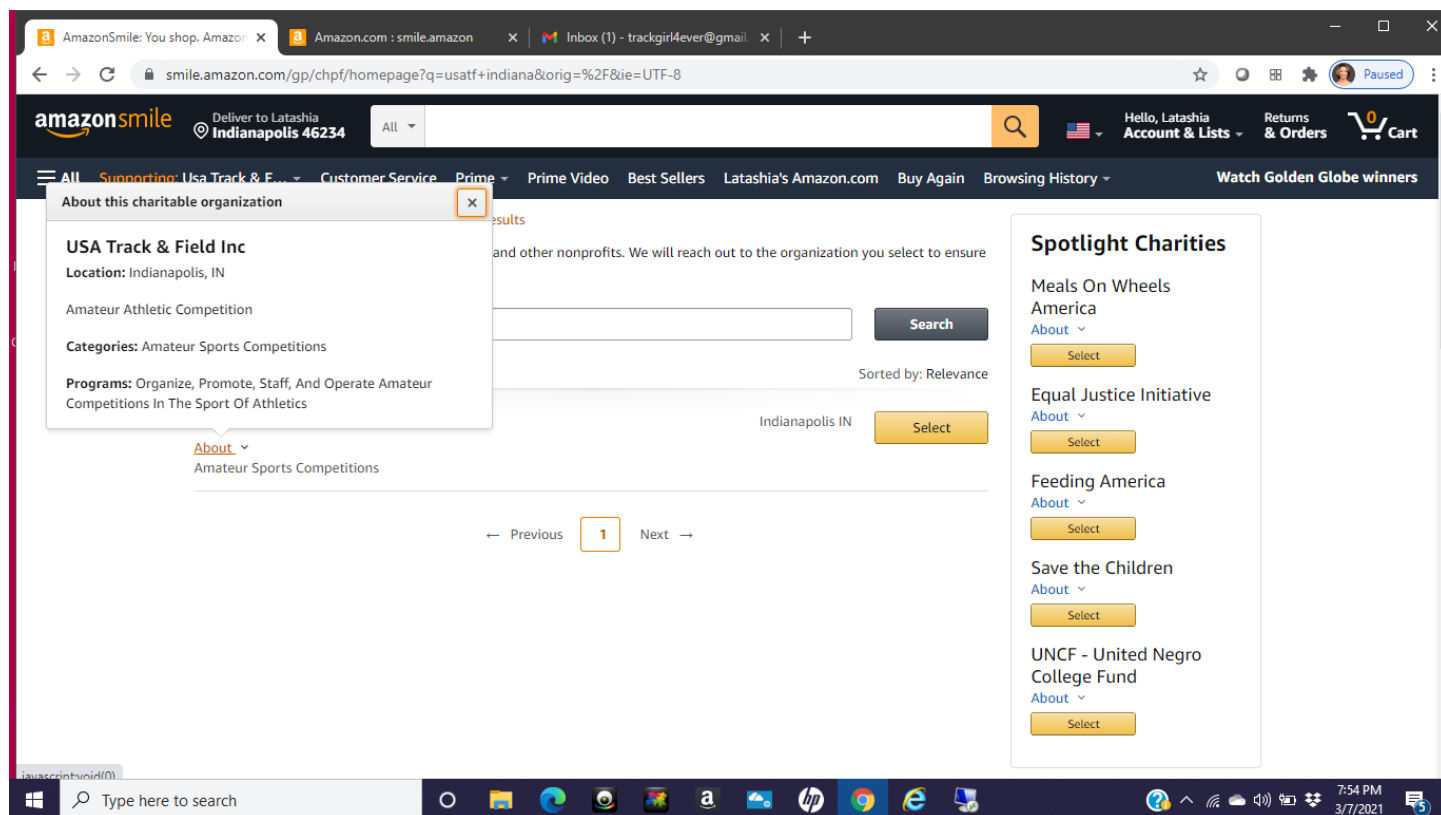 AmazonSmile: You shop. Amazon
Amazon.com : smile.amazon
Inbox (1) - trackgirl4ever@gmail.
smile.amazon.com/gp/chpf/homepage?q=usatf+indiana&orig=%2F&ie=UTF-8
Paused
amazonsmile
Deliver to Latashia
Indianapolis 46234
All
Hello, Latashia
Account & Lists
Returns
& Orders
0
Cart
All
Supporting: Usa Track & F...
Customer Service
Prime
Prime Video
Best Sellers
Latashia's Amazon.com
Buy Again
Browsing History
Watch Golden Globe winners
About this charitable organization
USA Track & Field Inc
Location: Indianapolis, IN
Amateur Athletic Competition
Categories: Amateur Sports Competitions
Programs: Organize, Promote, Staff, And Operate Amateur
Competitions In The Sport Of Athletics
and other nonprofits. We will reach out to the organization you select to ensure
Search
Sorted by: Relevance
Indianapolis IN
Select
About
Amateur Sports Competitions
← Previous 1 Next →
Spotlight Charities
Meals On Wheels
America
About
Select
Equal Justice Initiative
About
Select
Feeding America
About
Select
Save the Children
About
Select
UNCF - United Negro
College Fund
About
Select
javascript:void(0)
Type here to search
7:54 PM
3/7/2021
5